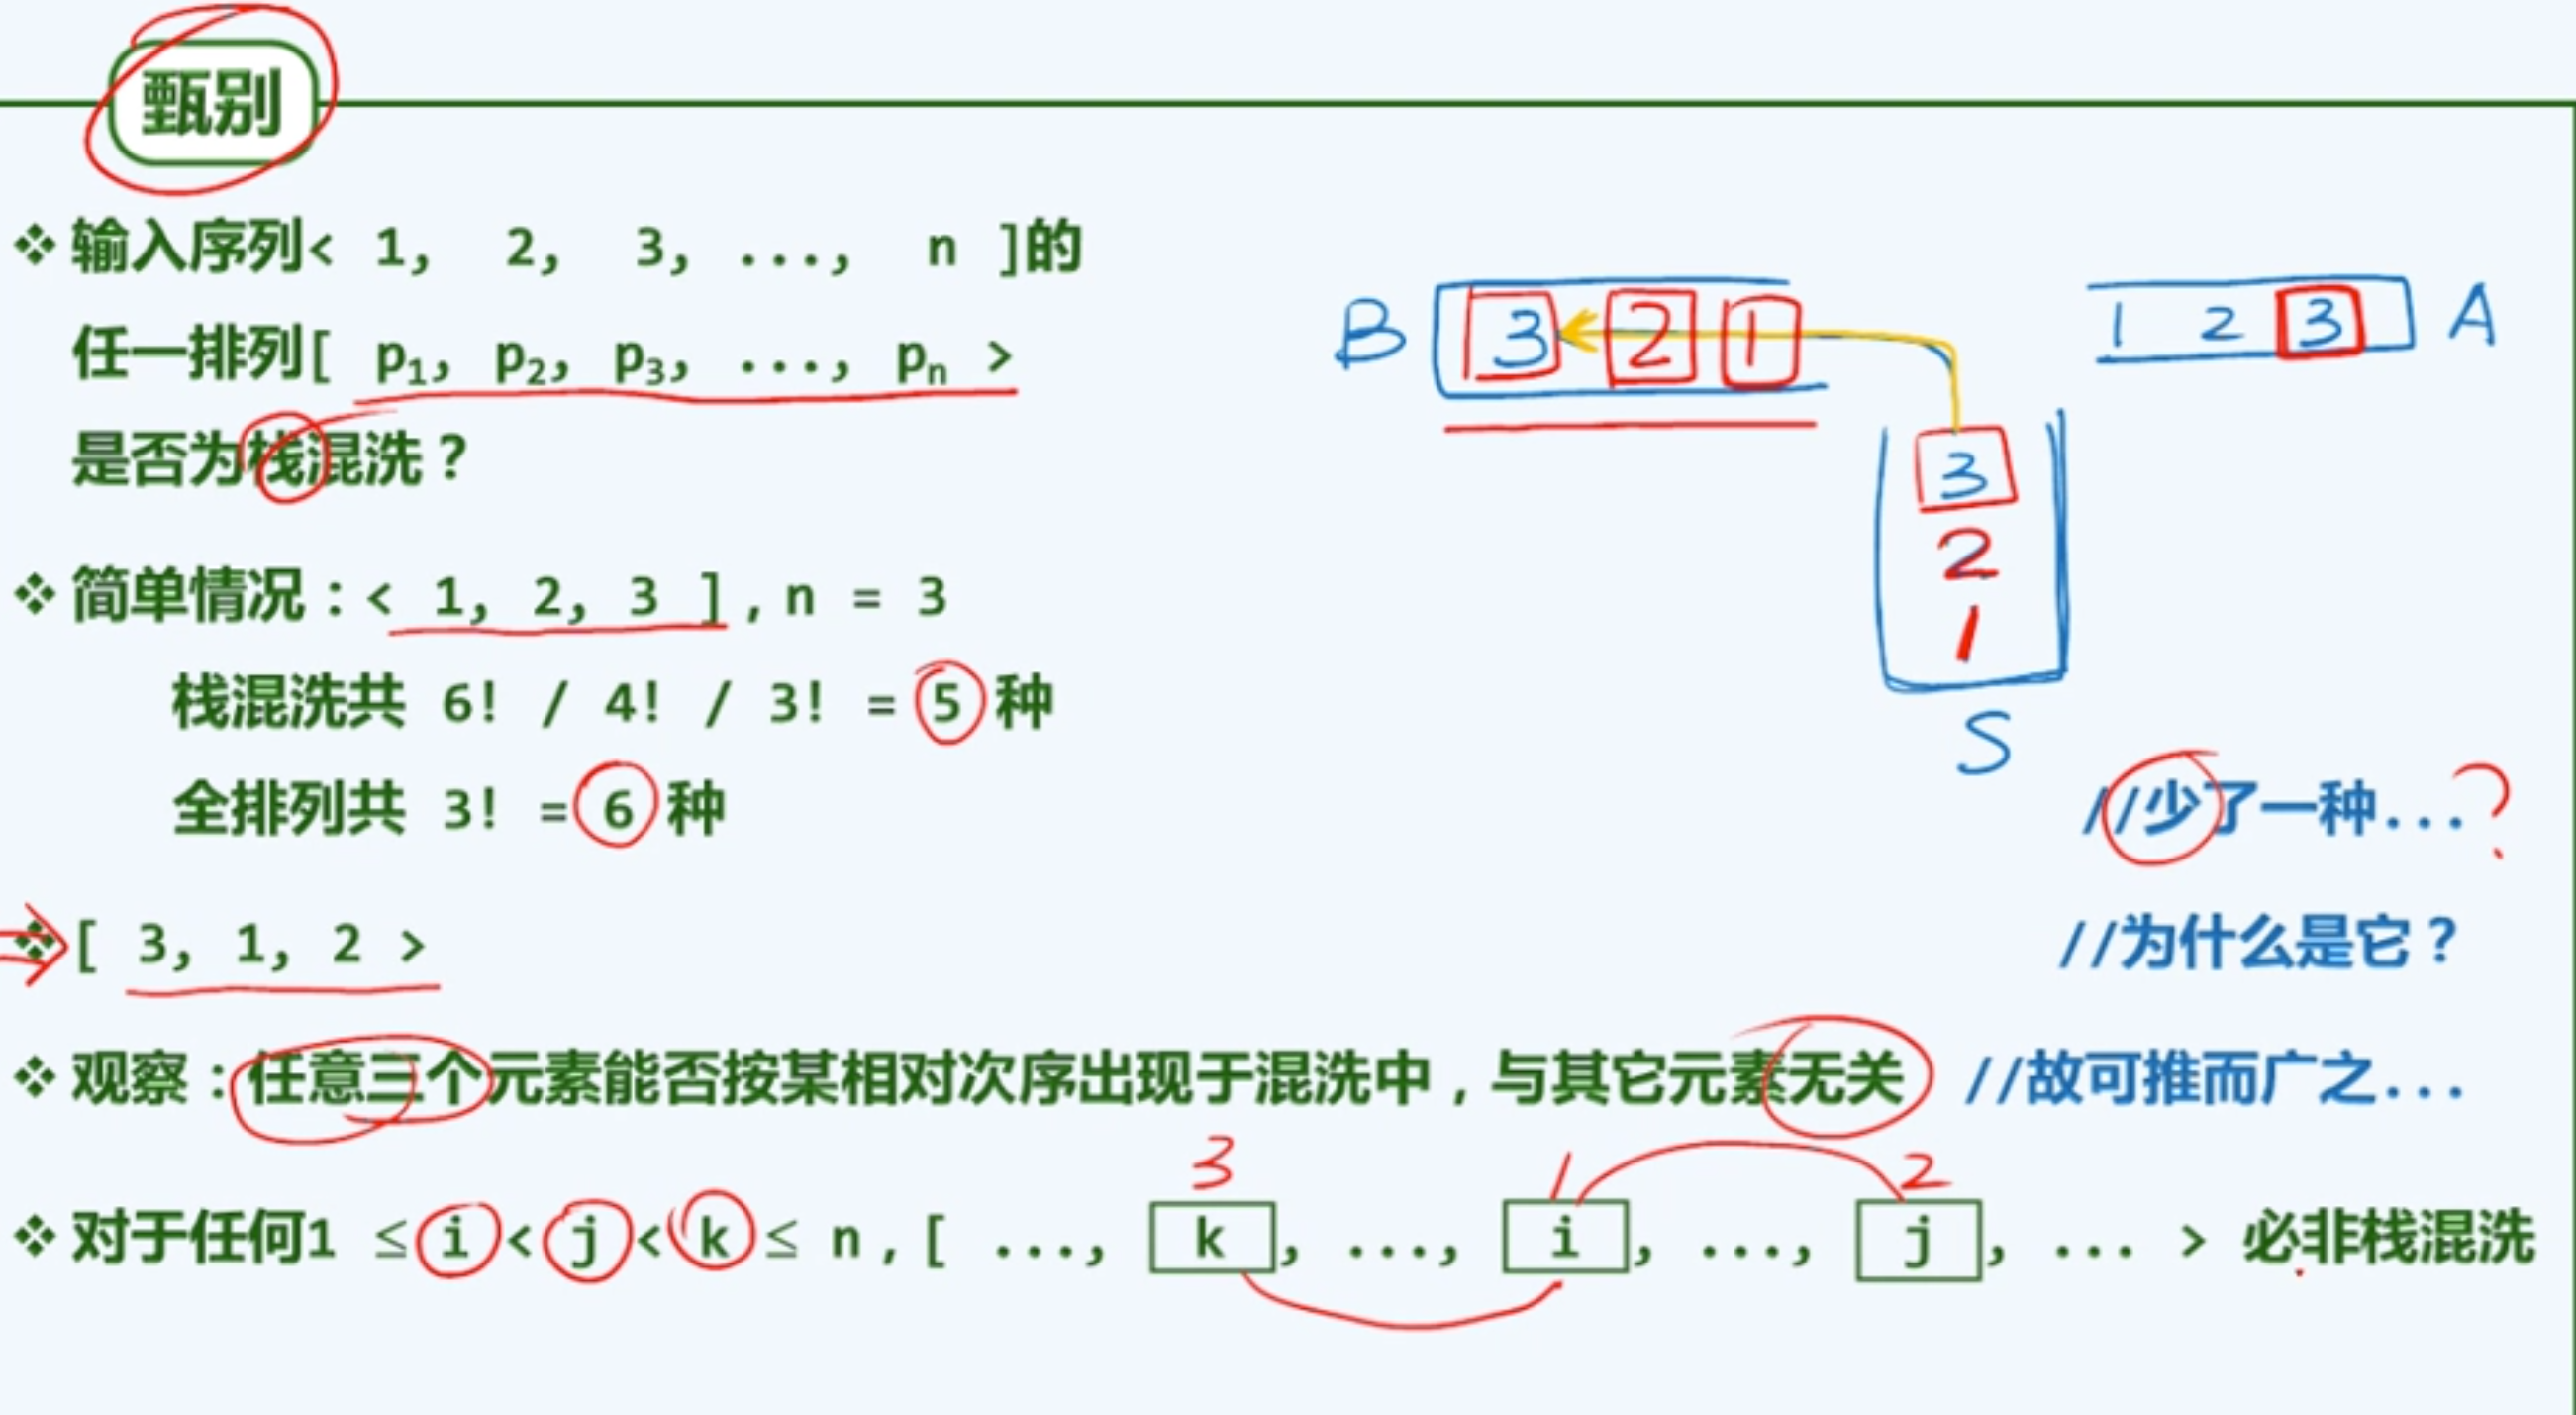 甄别
❖ 输入序列< 1, 2, 3, ..., n ]的
任一排列[ p₁, p₂, p₃, ..., pₙ >
是否为栈混洗？
B 3 2 1
1 2 3 A
3
2
1
S
❖ 简单情况：< 1, 2, 3 ], n = 3
栈混洗共 6! / 4! / 3! = 5 种
全排列共 3! = 6 种 //少了一种...?
❖ [ 3, 1, 2 > //为什么是它？
❖ 观察：任意三个元素能否按某相对次序出现于混洗中，与其它元素无关 //故可推而广之...
3 1 2
❖ 对于任何1 ≤ i < j < k ≤ n, [ ..., k, ..., i, ..., j, ... > 必非栈混洗